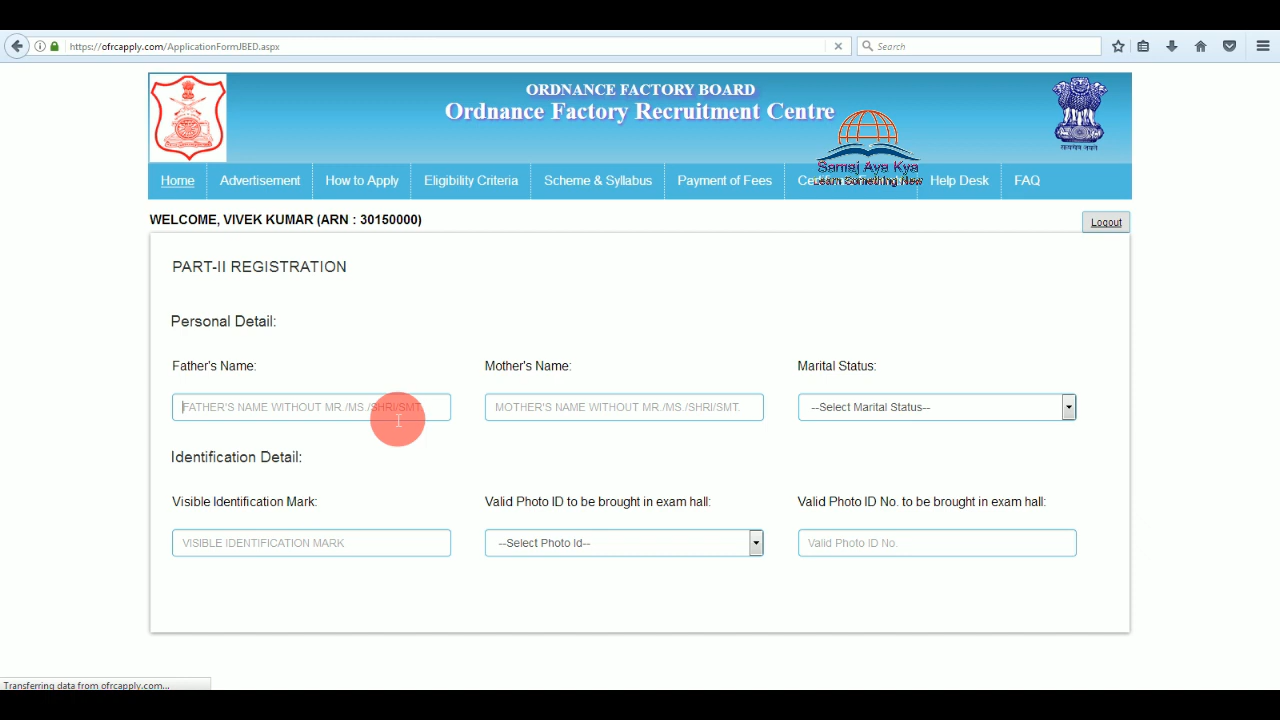 https://ofrcapply.com/ApplicationFormJBED.aspx
Search
ORDNANCE FACTORY BOARD
Ordnance Factory Recruitment Centre
सत्यमेव जयते
Samaj Aya Kya
Learn Something New
Home Advertisement How to Apply Eligibility Criteria Scheme & Syllabus Payment of Fees Help Desk FAQ
WELCOME, VIVEK KUMAR (ARN : 30150000)
Logout
PART-II REGISTRATION
Personal Detail:
Father's Name: Mother's Name: Marital Status:
FATHER'S NAME WITHOUT MR./MS./SHRI/SMT. MOTHER'S NAME WITHOUT MR./MS./SHRI/SMT. --Select Marital Status--
Identification Detail:
Visible Identification Mark: Valid Photo ID to be brought in exam hall: Valid Photo ID No. to be brought in exam hall:
VISIBLE IDENTIFICATION MARK --Select Photo Id-- Valid Photo ID No.
Transferring data from ofrcapply.com...